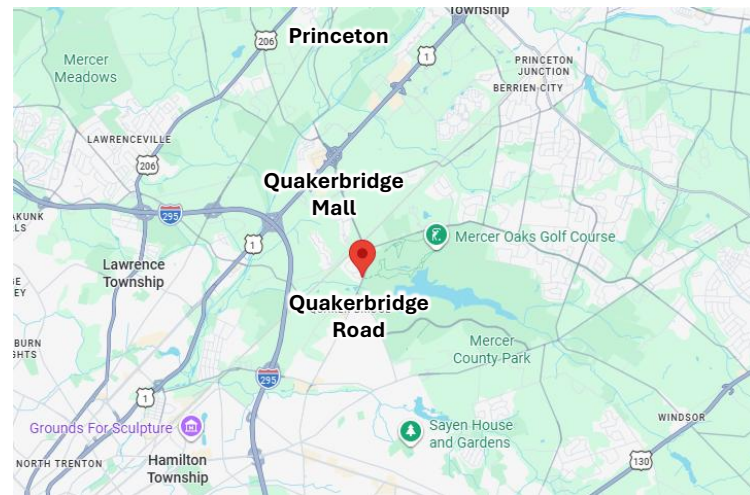 Township
206
Princeton
1
Mercer
Meadows
PRINCETON
JUNCTION
BERRIEN CITY
LAWRENCEVILLE
206
Quakerbridge
Mall
295
1
Mercer Oaks Golf Course
Lawrence
Township
Quakerbridge
Road
Mercer
County Park
295
1
Grounds For Sculpture
Sayen House
and Gardens
WINDSOR
NORTH TRENTON
Hamilton
Township
130